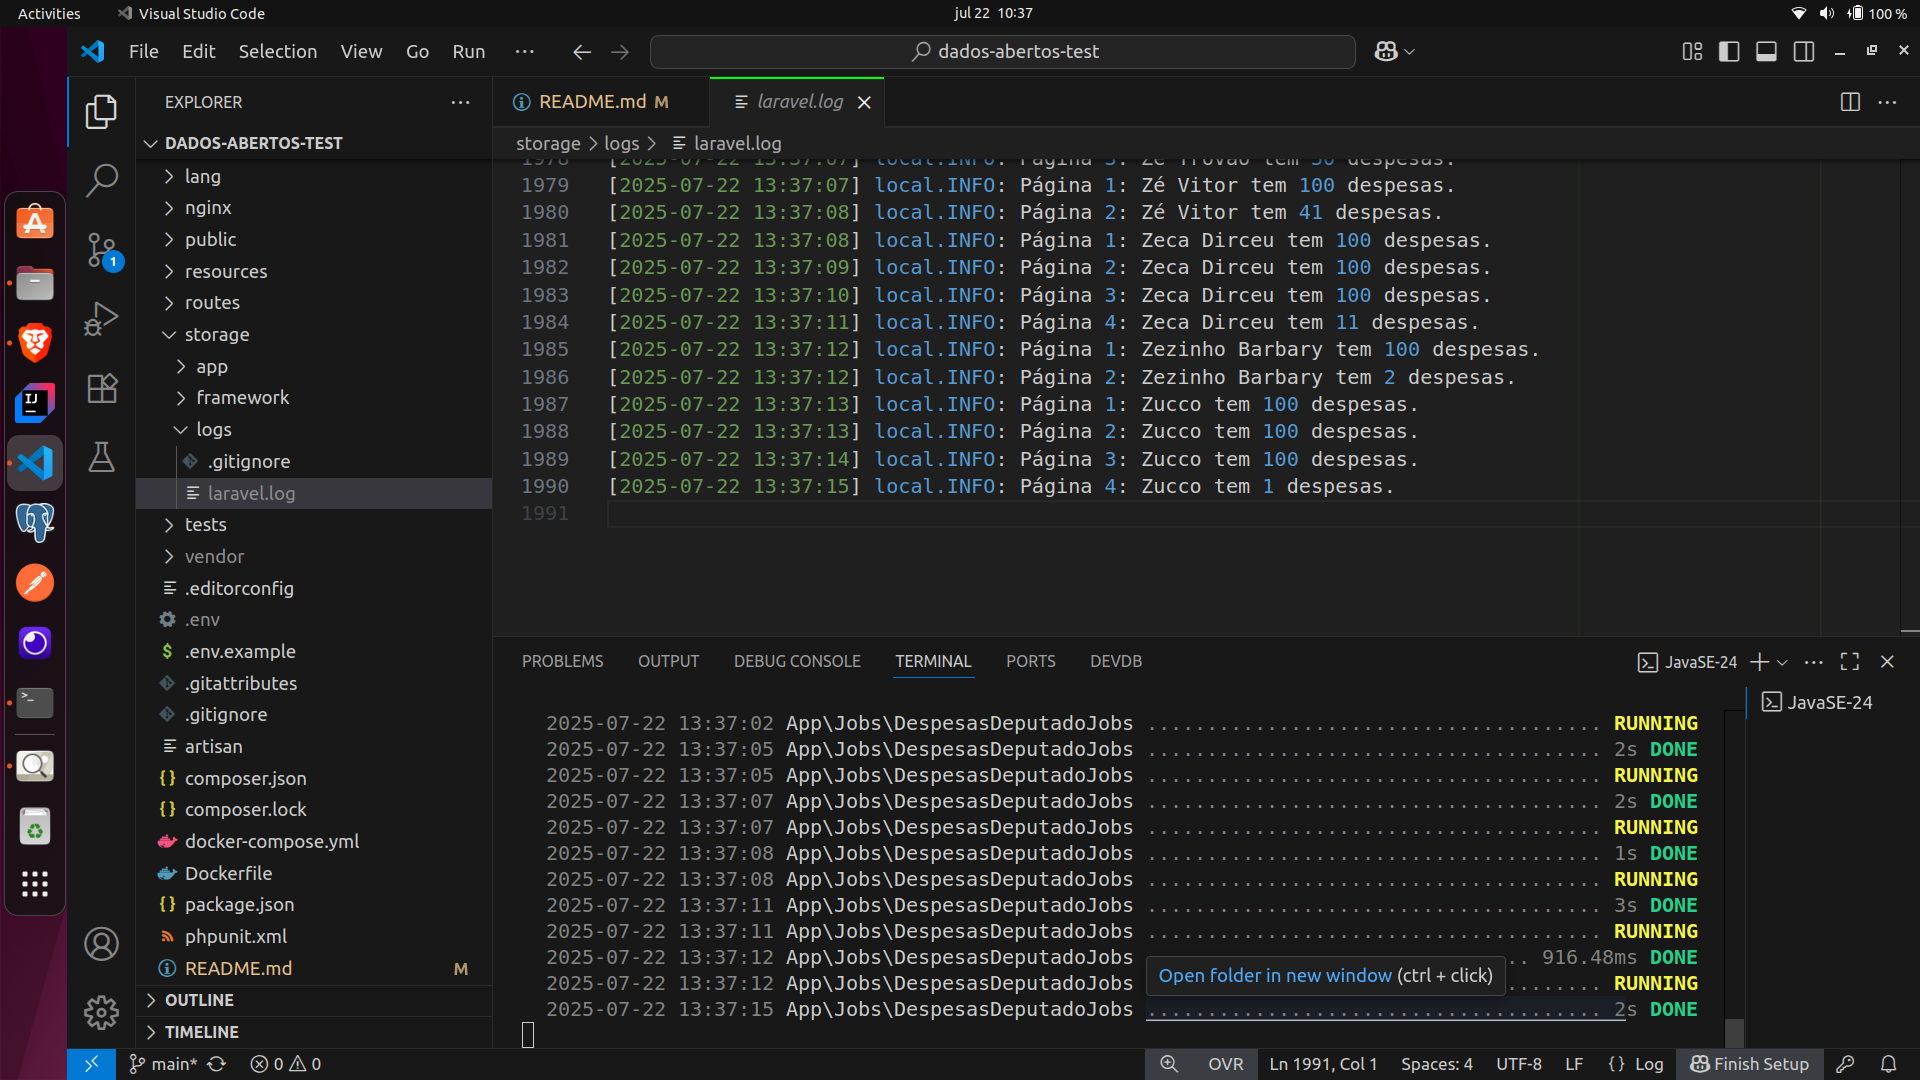 Activities
Visual Studio Code
jul 22 10:37
100 %
File Edit Selection View Go Run ···
dados-abertos-test
EXPLORER
DADOS-ABERTOS-TEST
lang
nginx
public
resources
routes
storage
app
framework
logs
.gitignore
laravel.log
tests
vendor
.editorconfig
.env
.env.example
.gitattributes
.gitignore
artisan
composer.json
composer.lock
docker-compose.yml
Dockerfile
package.json
phpunit.xml
README.md M
OUTLINE
TIMELINE
1
README.md M
laravel.log
storage > logs > laravel.log
1978 [2025-07-22 13:37:07] local.INFO: Página 3: Zé Trovão tem 50 despesas.
1979 [2025-07-22 13:37:07] local.INFO: Página 1: Zé Vitor tem 100 despesas.
1980 [2025-07-22 13:37:08] local.INFO: Página 2: Zé Vitor tem 41 despesas.
1981 [2025-07-22 13:37:08] local.INFO: Página 1: Zeca Dirceu tem 100 despesas.
1982 [2025-07-22 13:37:09] local.INFO: Página 2: Zeca Dirceu tem 100 despesas.
1983 [2025-07-22 13:37:10] local.INFO: Página 3: Zeca Dirceu tem 100 despesas.
1984 [2025-07-22 13:37:11] local.INFO: Página 4: Zeca Dirceu tem 11 despesas.
1985 [2025-07-22 13:37:12] local.INFO: Página 1: Zezinho Barbary tem 100 despesas.
1986 [2025-07-22 13:37:12] local.INFO: Página 2: Zezinho Barbary tem 2 despesas.
1987 [2025-07-22 13:37:13] local.INFO: Página 1: Zucco tem 100 despesas.
1988 [2025-07-22 13:37:13] local.INFO: Página 2: Zucco tem 100 despesas.
1989 [2025-07-22 13:37:14] local.INFO: Página 3: Zucco tem 100 despesas.
1990 [2025-07-22 13:37:15] local.INFO: Página 4: Zucco tem 1 despesas.
1991
PROBLEMS OUTPUT DEBUG CONSOLE TERMINAL PORTS DEVDB
JavaSE-24
JavaSE-24
2025-07-22 13:37:02 App\Jobs\DespesasDeputadoJobs ...................................... RUNNING
2025-07-22 13:37:05 App\Jobs\DespesasDeputadoJobs ...................................... 2s DONE
2025-07-22 13:37:05 App\Jobs\DespesasDeputadoJobs ...................................... RUNNING
2025-07-22 13:37:07 App\Jobs\DespesasDeputadoJobs ...................................... 2s DONE
2025-07-22 13:37:07 App\Jobs\DespesasDeputadoJobs ...................................... RUNNING
2025-07-22 13:37:08 App\Jobs\DespesasDeputadoJobs ...................................... 1s DONE
2025-07-22 13:37:08 App\Jobs\DespesasDeputadoJobs ...................................... RUNNING
2025-07-22 13:37:11 App\Jobs\DespesasDeputadoJobs ...................................... 3s DONE
2025-07-22 13:37:11 App\Jobs\DespesasDeputadoJobs ...................................... RUNNING
2025-07-22 13:37:12 App\Jobs\DespesasDeputadoJobs .. 916.48ms DONE
Open folder in new window (ctrl + click)
2025-07-22 13:37:12 App\Jobs\DespesasDeputadoJobs ........ RUNNING
2025-07-22 13:37:15 App\Jobs\DespesasDeputadoJobs ...................................... 2s DONE
main* 0 0
OVR Ln 1991, Col 1 Spaces: 4 UTF-8 LF {} Log Finish Setup